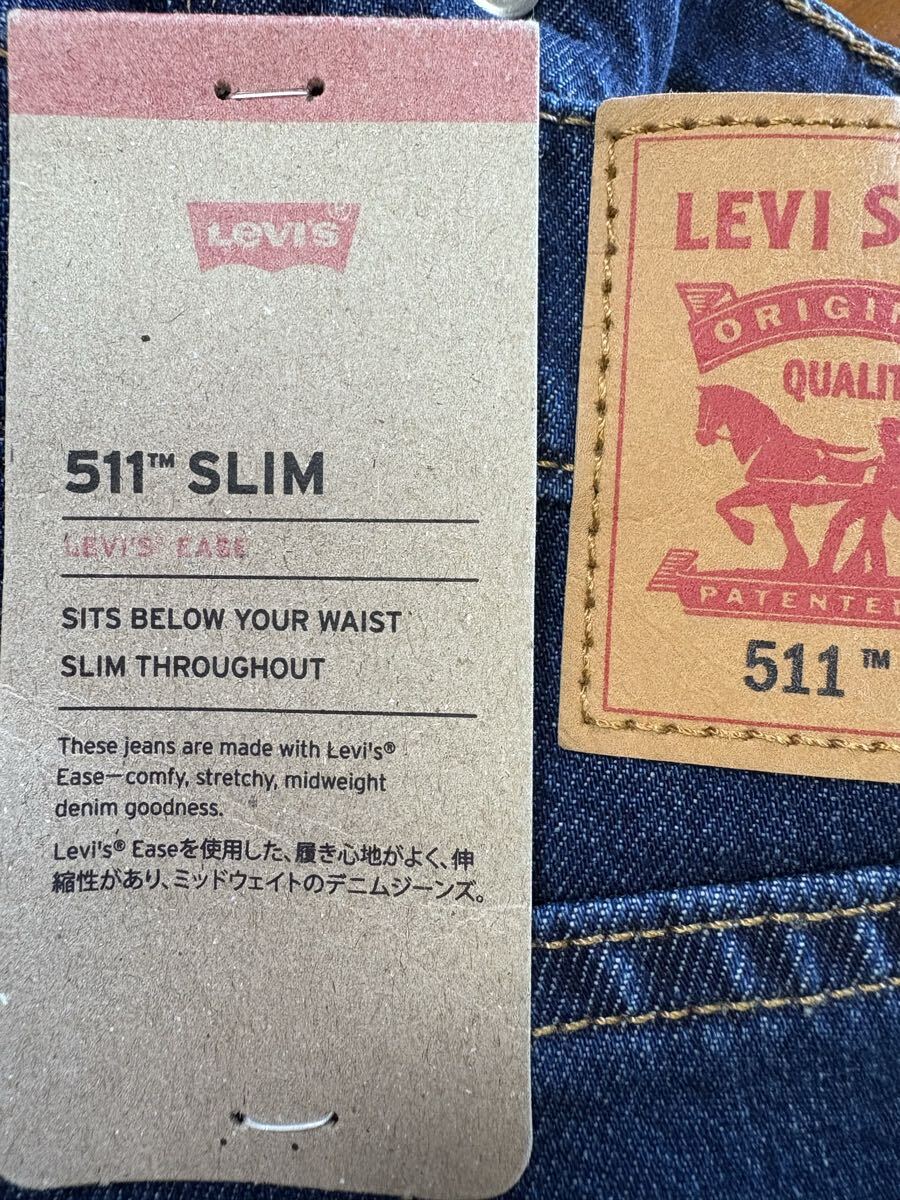 LEVI'S®
511™ SLIM
LEVI'S® EASE
SITS BELOW YOUR WAIST
SLIM THROUGHOUT
These jeans are made with Levi's®
Ease—comfy, stretchy, midweight
denim goodness.
Levi's® Easeを使用した、履き心地がよく、伸
縮性があり、ミッドウェイトのデニムジーンズ。
LEVI S
ORIGIN
QUALIT
PATENTED
511™